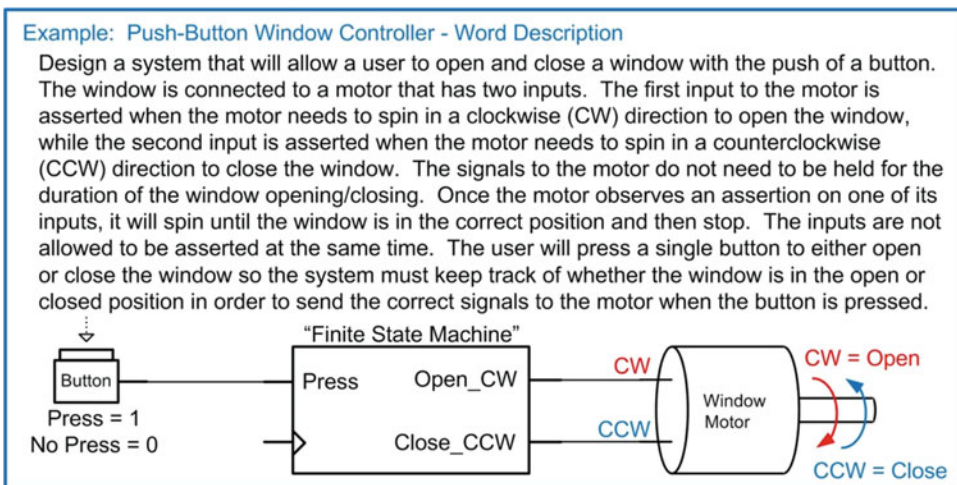 Example: Push-Button Window Controller - Word Description
Design a system that will allow a user to open and close a window with the push of a button.
The window is connected to a motor that has two inputs. The first input to the motor is
asserted when the motor needs to spin in a clockwise (CW) direction to open the window,
while the second input is asserted when the motor needs to spin in a counterclockwise
(CCW) direction to close the window. The signals to the motor do not need to be held for the
duration of the window opening/closing. Once the motor observes an assertion on one of its
inputs, it will spin until the window is in the correct position and then stop. The inputs are not
allowed to be asserted at the same time. The user will press a single button to either open
or close the window so the system must keep track of whether the window is in the open or
closed position in order to send the correct signals to the motor when the button is pressed.
"Finite State Machine"
Button
Press = 1
No Press = 0
Press
Open_CW
Close_CCW
CW
CCW
Window
Motor
CW = Open
CCW = Close